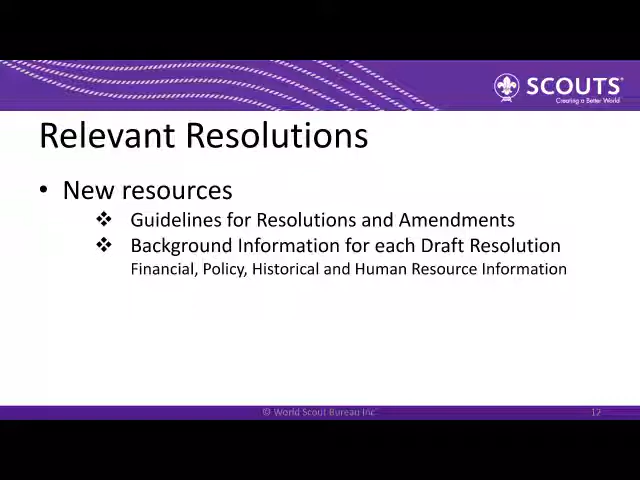 SCOUTS
Creating a Better World
Relevant Resolutions
• New resources
❖ Guidelines for Resolutions and Amendments
❖ Background Information for each Draft Resolution
Financial, Policy, Historical and Human Resource Information
© World Scout Bureau Inc.
12